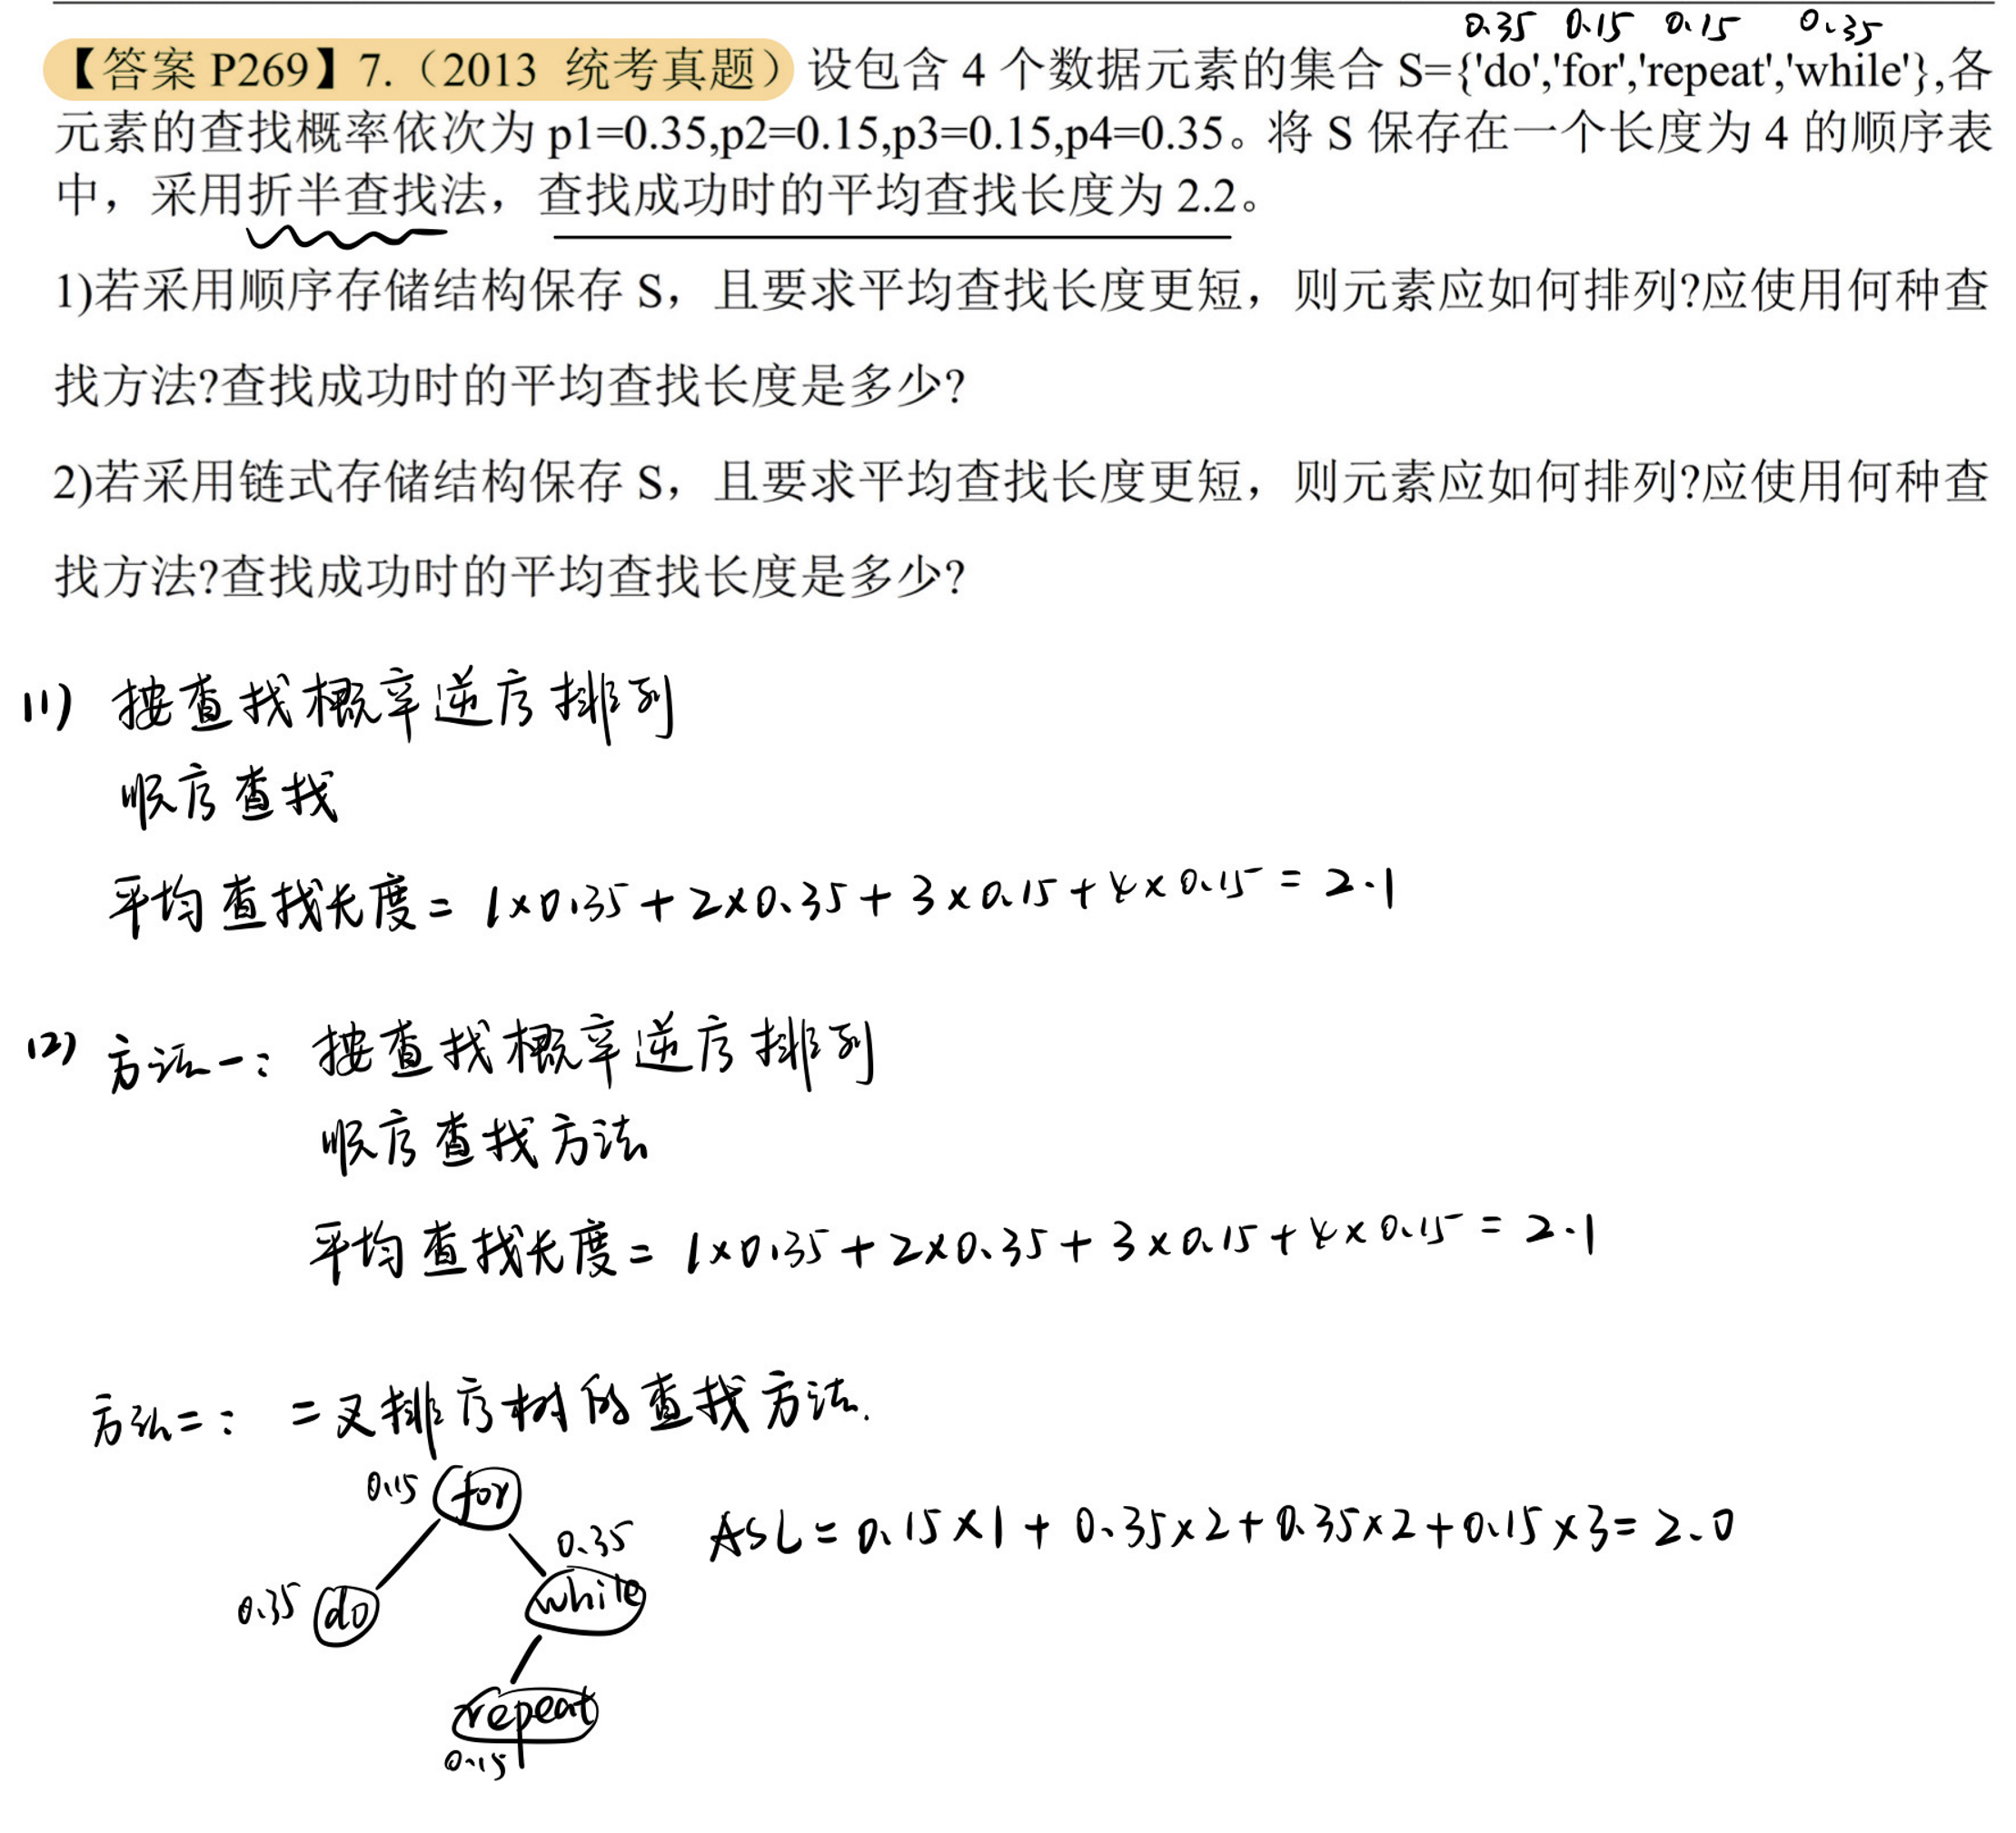 0.35 0.15 0.15 0.35
【答案 P269】7.（2013 统考真题）设包含 4 个数据元素的集合 S={'do','for','repeat','while'},各
元素的查找概率依次为 p1=0.35,p2=0.15,p3=0.15,p4=0.35。将 S 保存在一个长度为 4 的顺序表
中，采用折半查找法，查找成功时的平均查找长度为 2.2。
1)若采用顺序存储结构保存 S，且要求平均查找长度更短，则元素应如何排列?应使用何种查
找方法?查找成功时的平均查找长度是多少?
2)若采用链式存储结构保存 S，且要求平均查找长度更短，则元素应如何排列?应使用何种查
找方法?查找成功时的平均查找长度是多少?
(1) 按查找概率逆序排列
顺序查找
平均查找长度 = 1×0.35 + 2×0.35 + 3×0.15 + 4×0.15 = 2.1
(2) 方法一: 按查找概率逆序排列
顺序查找方法
平均查找长度 = 1×0.35 + 2×0.35 + 3×0.15 + 4×0.15 = 2.1
方法二: 二叉排序树的查找方法.
0.15 for
ASL = 0.15×1 + 0.35×2 + 0.35×2 + 0.15×3 = 2.0
0.35
0.35 do while
repeat
0.15